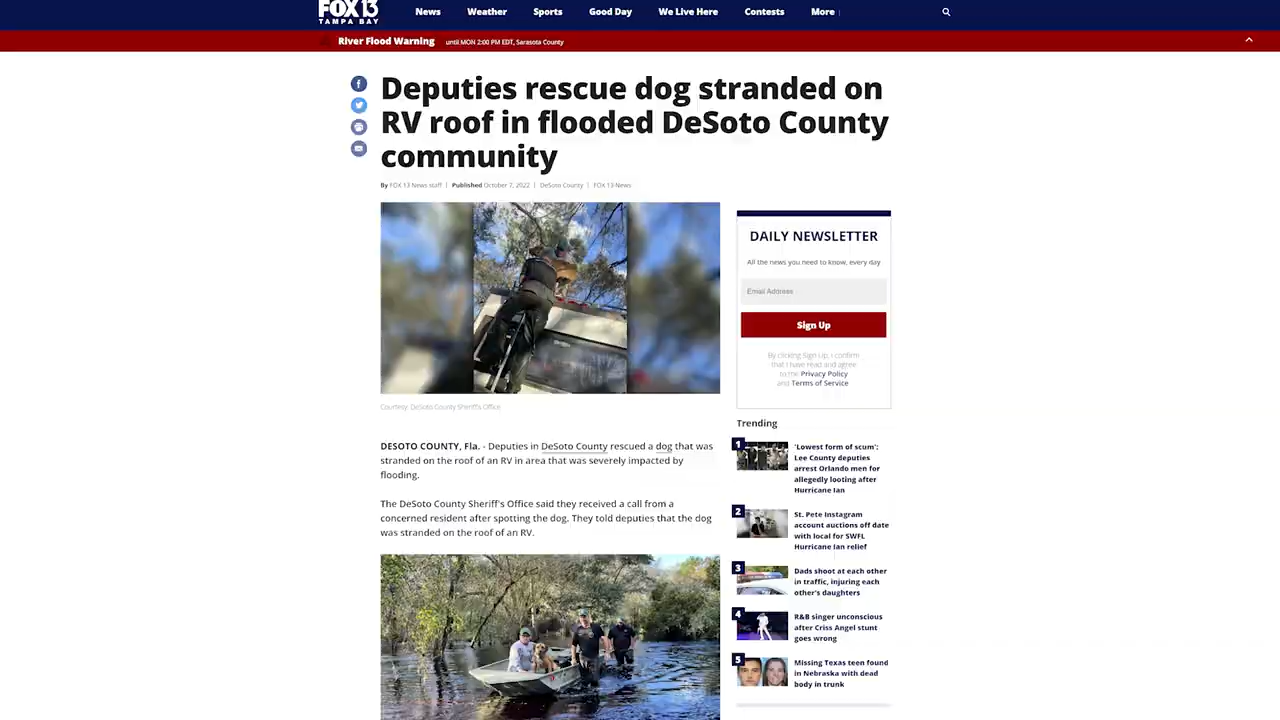 FOX 13
TAMPA BAY
News Weather Sports Good Day We Live Here Contests More
River Flood Warning until MON 2:00 PM EDT, Sarasota County
Deputies rescue dog stranded on
RV roof in flooded DeSoto County
community
By FOX 13 News staff | Published October 7, 2022 | DeSoto County | FOX 13 News
Courtesy: DeSoto County Sheriff's Office
DESOTO COUNTY, Fla. - Deputies in DeSoto County rescued a dog that was
stranded on the roof of an RV in area that was severely impacted by
flooding.
The DeSoto County Sheriff's Office said they received a call from a
concerned resident after spotting the dog. They told deputies that the dog
was stranded on the roof of an RV.
DAILY NEWSLETTER
All the news you need to know, every day
Email Address
Sign Up
By clicking Sign Up, I confirm
that I have read and agree
to the Privacy Policy
and Terms of Service
Trending
1
'Lowest form of scum':
Lee County deputies
arrest Orlando men for
allegedly looting after
Hurricane Ian
2
St. Pete Instagram
account auctions off date
with local for SWFL
Hurricane Ian relief
3
Dads shoot at each other
in traffic, injuring each
other's daughters
4
R&B singer unconscious
after Criss Angel stunt
goes wrong
5
Missing Texas teen found
in Nebraska with dead
body in trunk